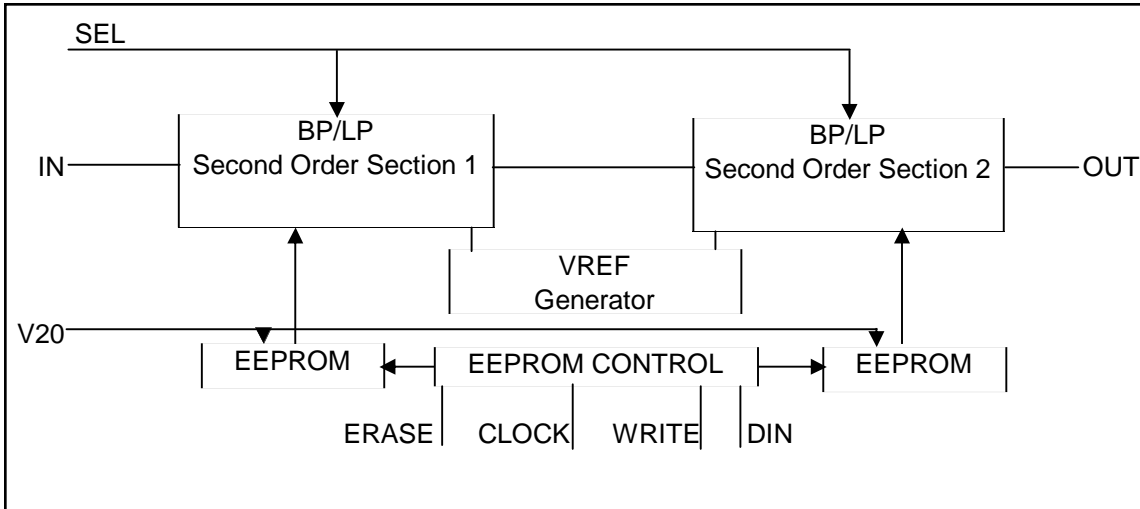 SEL
BP/LP
Second Order Section 1
BP/LP
Second Order Section 2
IN
OUT
VREF
Generator
V20
EEPROM
EEPROM CONTROL
EEPROM
ERASE
CLOCK
WRITE
DIN